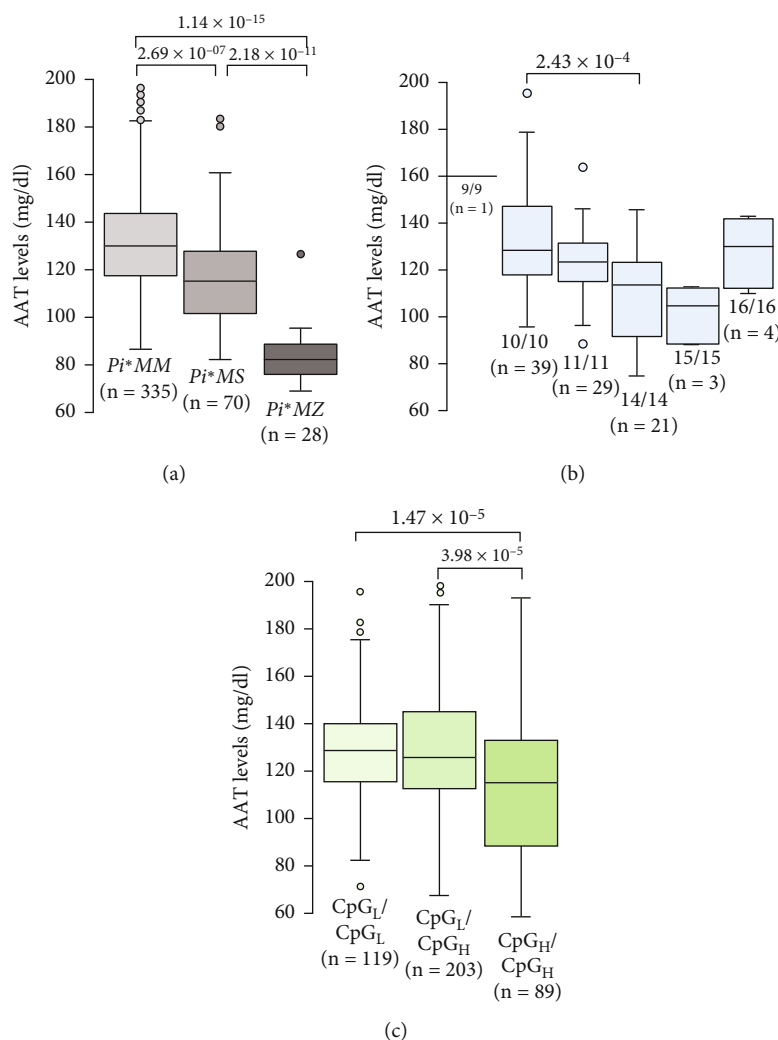 1.14 × 10⁻¹⁵
2.69 × 10⁻⁰⁷
2.18 × 10⁻¹¹
AAT levels (mg/dl)
200
180
160
140
120
100
80
60
Pi*MM
(n = 335)
Pi*MS
(n = 70)
Pi*MZ
(n = 28)
(a)
2.43 × 10⁻⁴
AAT levels (mg/dl)
200
180
160
140
120
100
80
60
9/9
(n = 1)
10/10
(n = 39)
11/11
(n = 29)
14/14
(n = 21)
15/15
(n = 3)
16/16
(n = 4)
(b)
1.47 × 10⁻⁵
3.98 × 10⁻⁵
AAT levels (mg/dl)
200
180
160
140
120
100
80
60
CpG_L/
CpG_L
(n = 119)
CpG_L/
CpG_H
(n = 203)
CpG_H/
CpG_H
(n = 89)
(c)